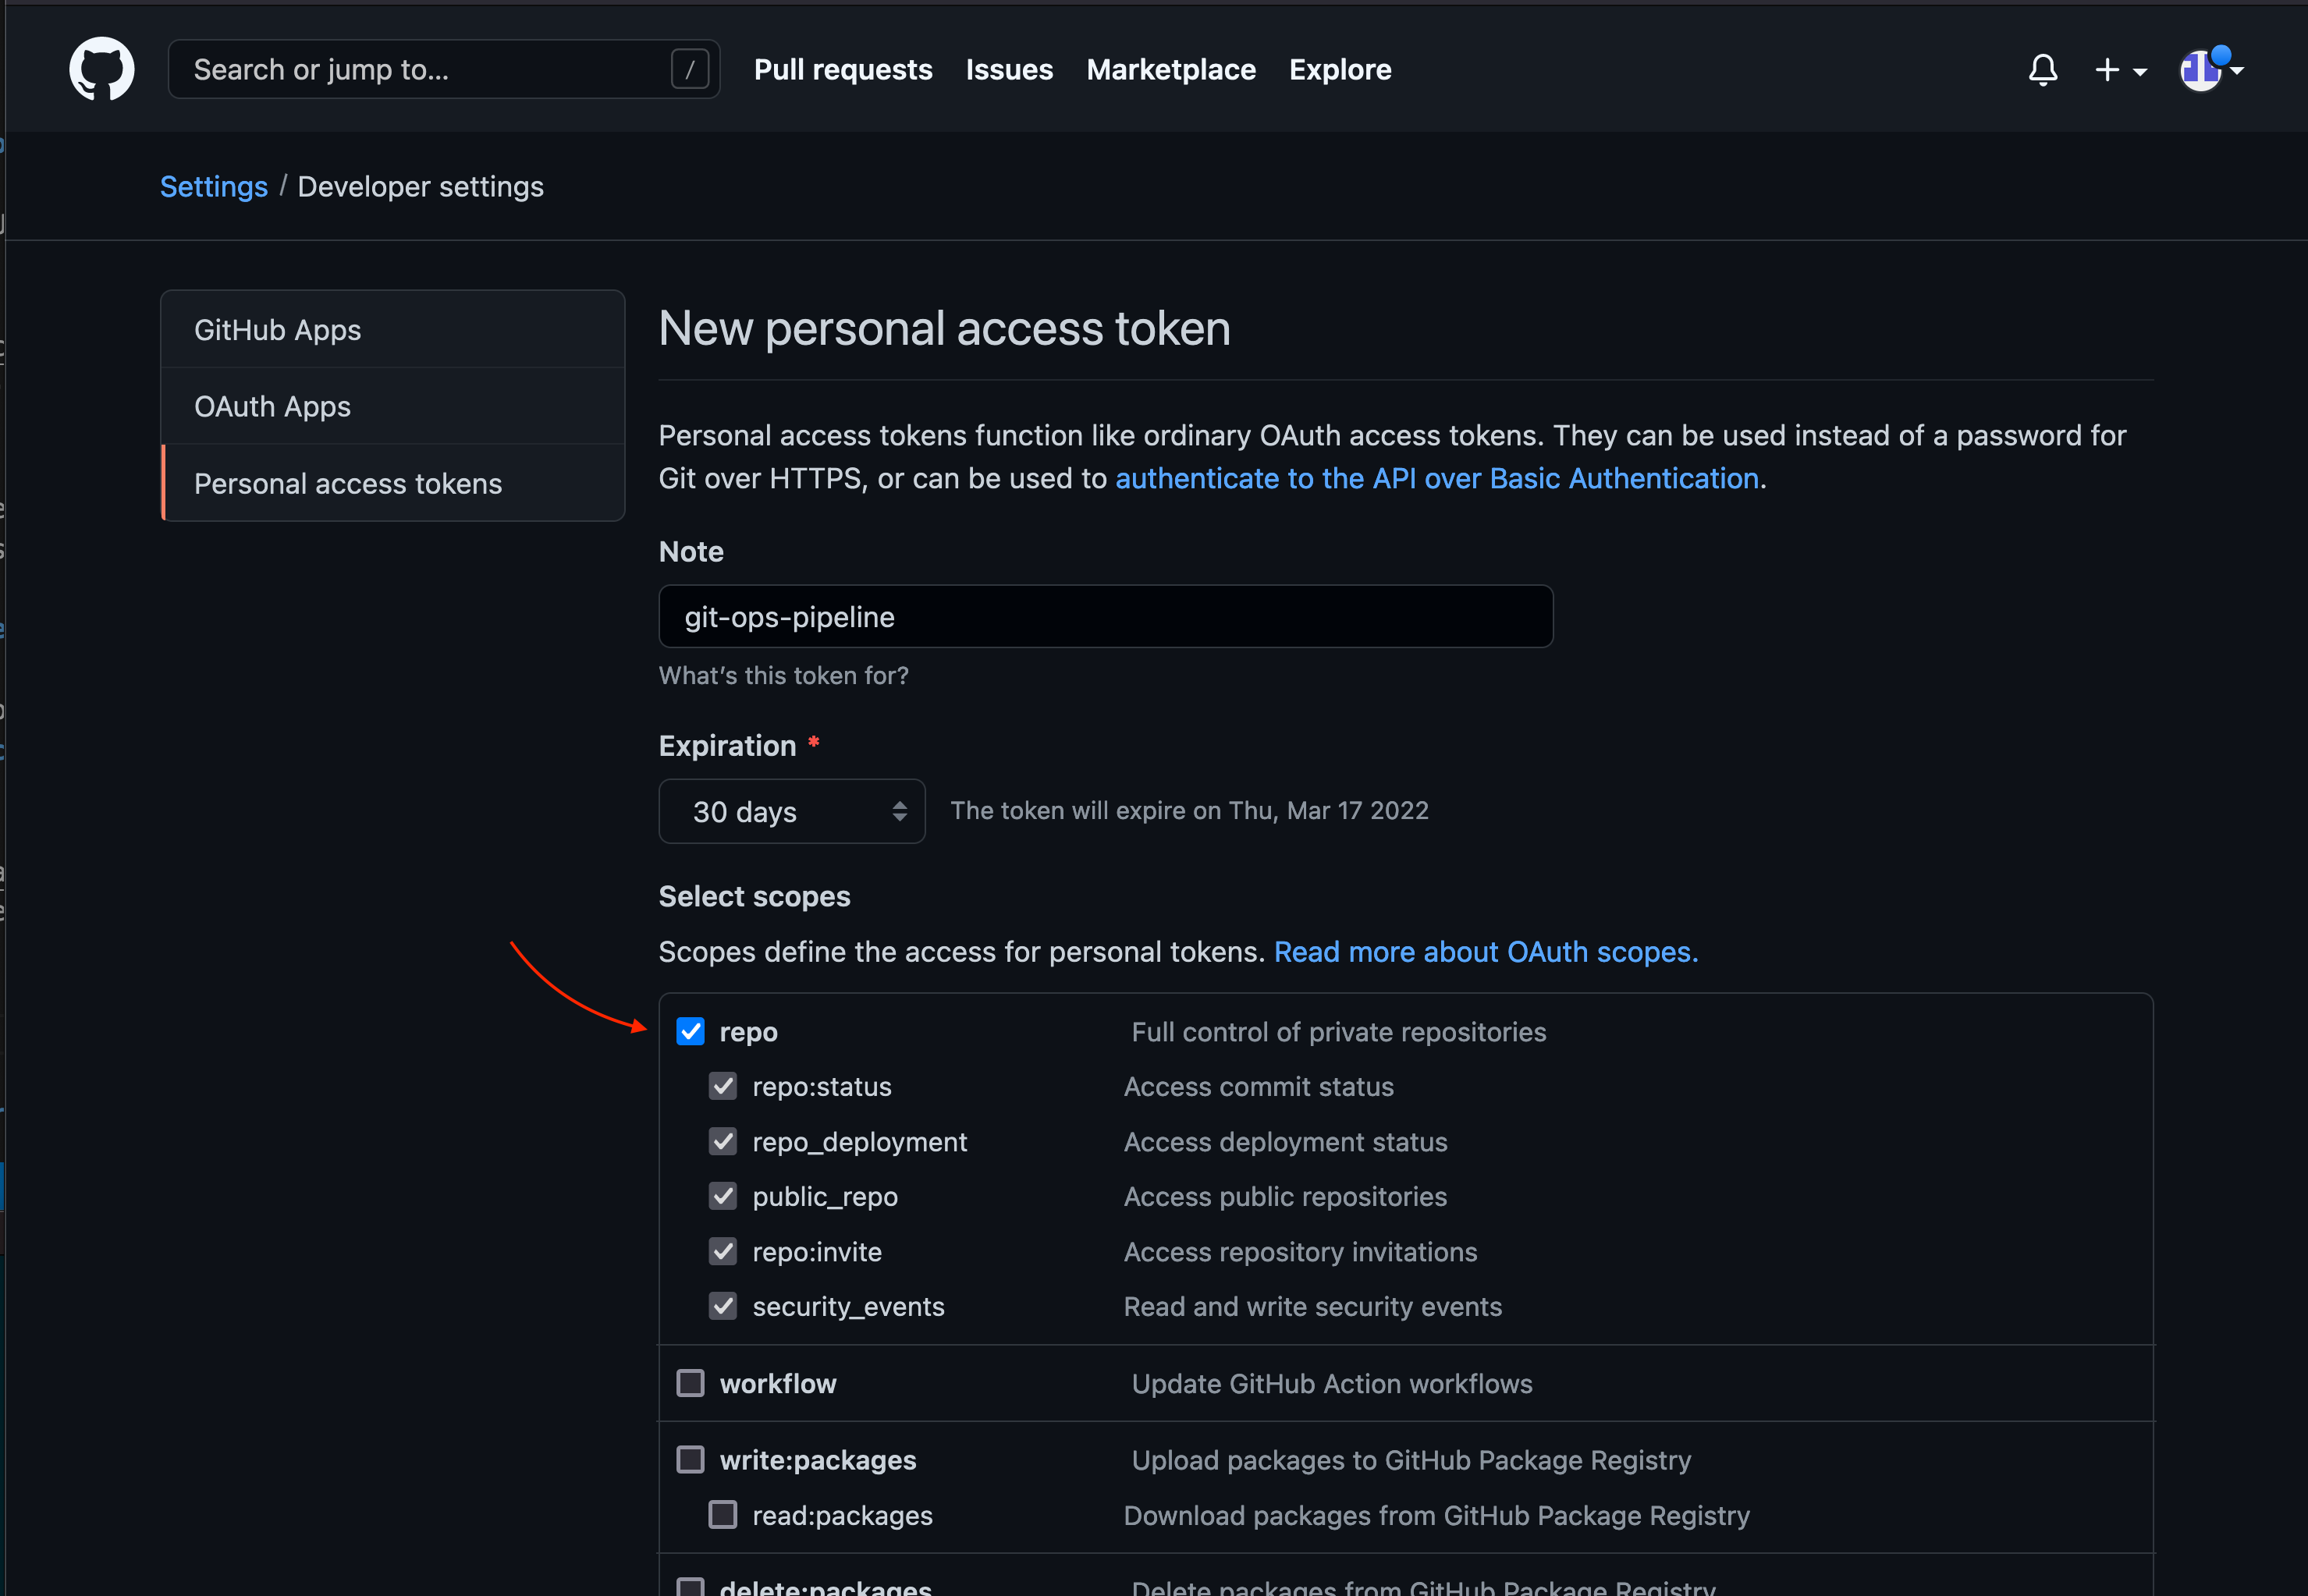 Search or jump to... /
Pull requests Issues Marketplace Explore
Settings / Developer settings
GitHub Apps
OAuth Apps
Personal access tokens
New personal access token
Personal access tokens function like ordinary OAuth access tokens. They can be used instead of a password for
Git over HTTPS, or can be used to authenticate to the API over Basic Authentication.
Note
git-ops-pipeline
What's this token for?
Expiration *
30 days The token will expire on Thu, Mar 17 2022
Select scopes
Scopes define the access for personal tokens. Read more about OAuth scopes.
repo Full control of private repositories
repo:status Access commit status
repo_deployment Access deployment status
public_repo Access public repositories
repo:invite Access repository invitations
security_events Read and write security events
workflow Update GitHub Action workflows
write:packages Upload packages to GitHub Package Registry
read:packages Download packages from GitHub Package Registry
delete:packages Delete packages from GitHub Package Registry